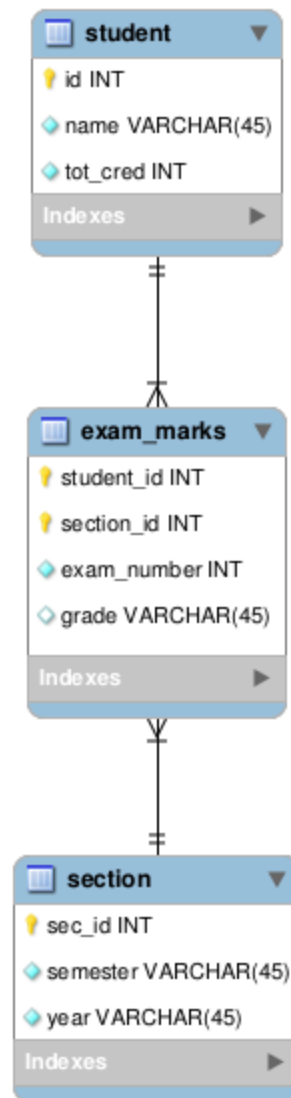 student
id INT
name VARCHAR(45)
tot_cred INT
Indexes
exam_marks
student_id INT
section_id INT
exam_number INT
grade VARCHAR(45)
Indexes
section
sec_id INT
semester VARCHAR(45)
year VARCHAR(45)
Indexes